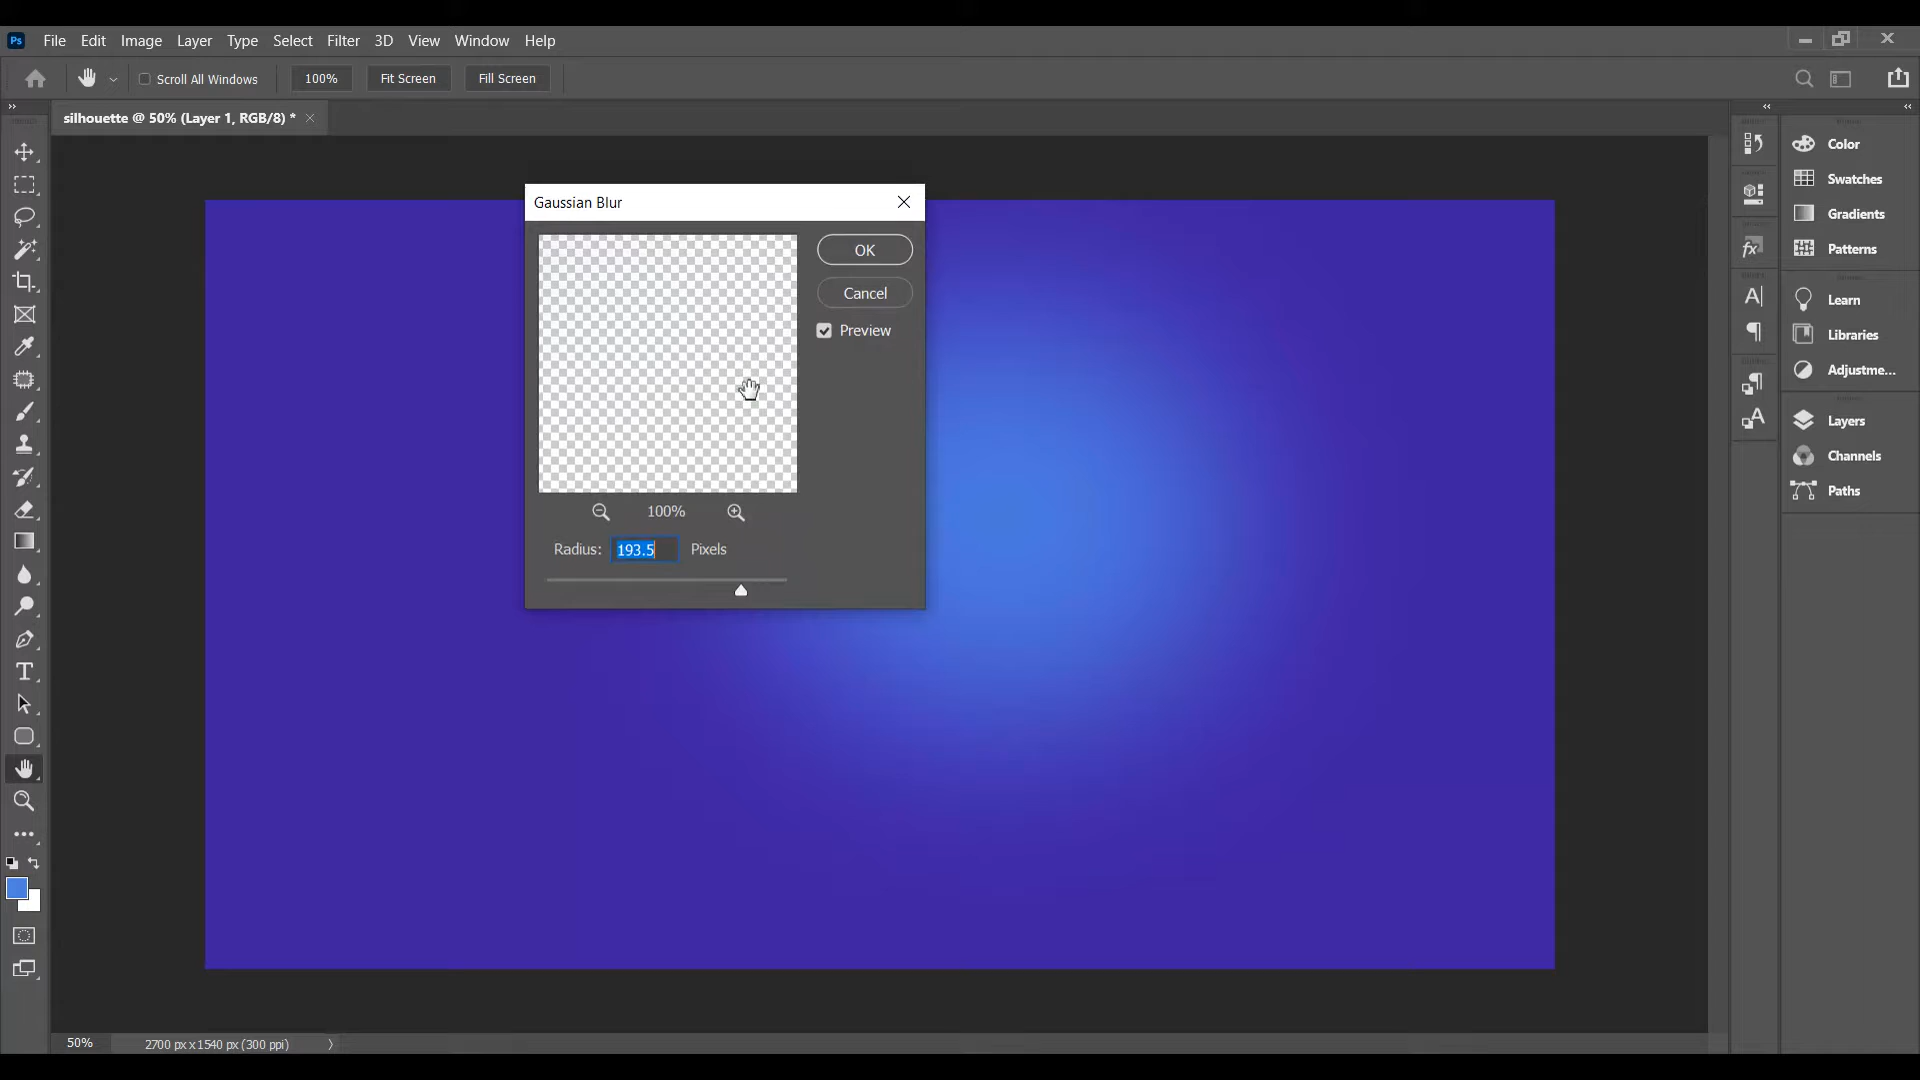 Ps File Edit Image Layer Type Select Filter 3D View Window Help
Scroll All Windows 100% Fit Screen Fill Screen
silhouette @ 50% (Layer 1, RGB/8) *
Color
Swatches
Gradients
Patterns
Learn
Libraries
Adjustme...
Layers
Channels
Paths
Gaussian Blur
OK
Cancel
Preview
100%
Radius: 193.5 Pixels
50% 2700 px x 1540 px (300 ppi)